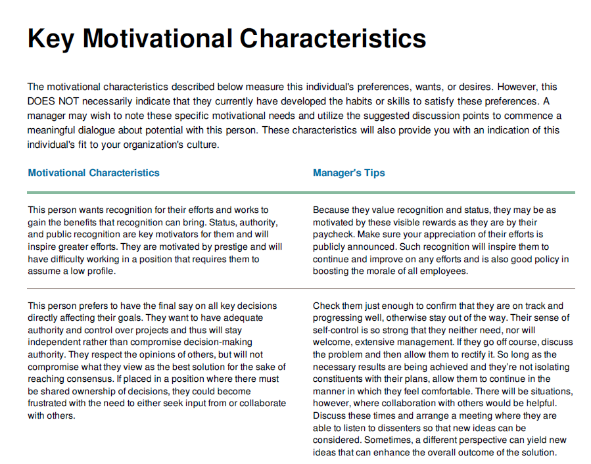 Key Motivational Characteristics
The motivational characteristics described below measure this individual's preferences, wants, or desires. However, this
DOES NOT necessarily indicate that they currently have developed the habits or skills to satisfy these preferences. A
manager may wish to note these specific motivational needs and utilize the suggested discussion points to commence a
meaningful dialogue about potential with this person. These characteristics will also provide you with an indication of this
individual's fit to your organization's culture.
Motivational Characteristics
This person wants recognition for their efforts and works to
gain the benefits that recognition can bring. Status, authority,
and public recognition are key motivators for them and will
inspire greater efforts. They are motivated by prestige and will
have difficulty working in a position that requires them to
assume a low profile.
Manager's Tips
Because they value recognition and status, they may be as
motivated by these visible rewards as they are by their
paycheck. Make sure your appreciation of their efforts is
publicly announced. Such recognition will inspire them to
continue and improve on any efforts and is also good policy in
boosting the morale of all employees.
This person prefers to have the final say on all key decisions
directly affecting their goals. They want to have adequate
authority and control over projects and thus will stay
independent rather than compromise decision-making
authority. They respect the opinions of others, but will not
compromise what they view as the best solution for the sake of
reaching consensus. If placed in a position where there must
be shared ownership of decisions, they could become
frustrated with the need to either seek input from or collaborate
with others.
Check them just enough to confirm that they are on track and
progressing well, otherwise stay out of the way. Their sense of
self-control is so strong that they neither need, nor will
welcome, extensive management. If they go off course, discuss
the problem and then allow them to rectify it. So long as the
necessary results are being achieved and they're not isolating
constituents with their plans, allow them to continue in the
manner in which they feel comfortable. There will be situations,
however, where collaboration with others would be helpful.
Discuss these times and arrange a meeting where they are
able to listen to dissenters so that new ideas can be
considered. Sometimes, a different perspective can yield new
ideas that can enhance the overall outcome of the solution.